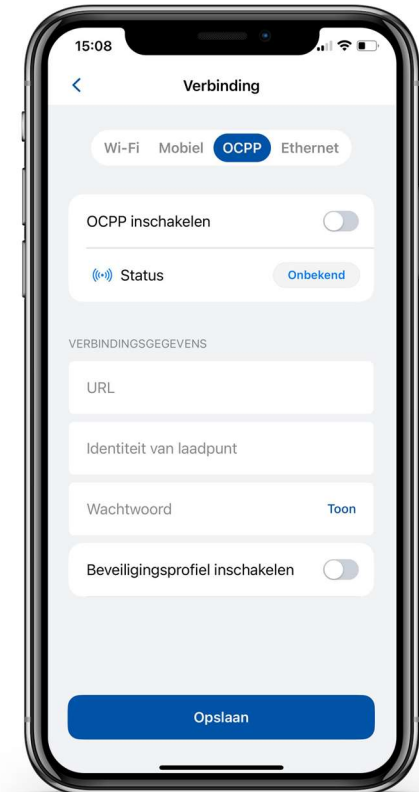 15:08
Verbinding
Wi-Fi Mobiel OCPP Ethernet
OCPP inschakelen
Status Onbekend
VERBINDINGSGEGEVENS
URL
Identiteit van laadpunt
Wachtwoord Toon
Beveiligingsprofiel inschakelen
Opslaan